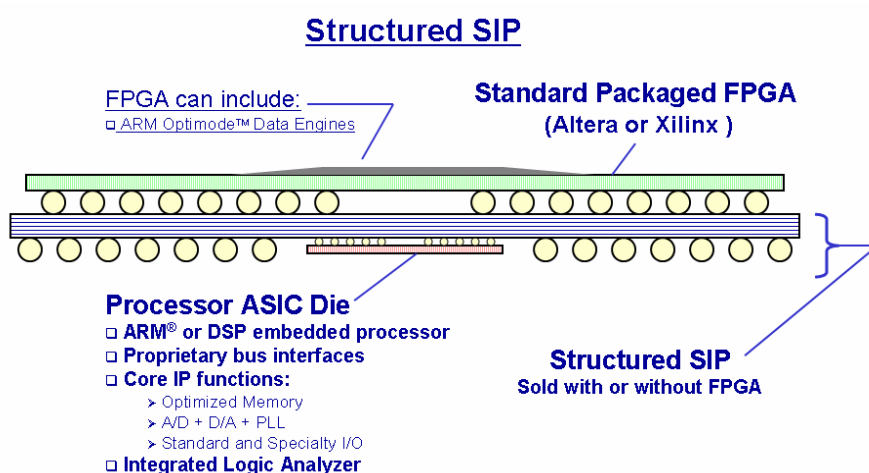 Structured SIP
FPGA can include:
❑ ARM Optimode™ Data Engines
Standard Packaged FPGA
(Altera or Xilinx )
Processor ASIC Die
❑ ARM® or DSP embedded processor
❑ Proprietary bus interfaces
❑ Core IP functions:
➢ Optimized Memory
➢ A/D + D/A + PLL
➢ Standard and Specialty I/O
❑ Integrated Logic Analyzer
Structured SIP
Sold with or without FPGA